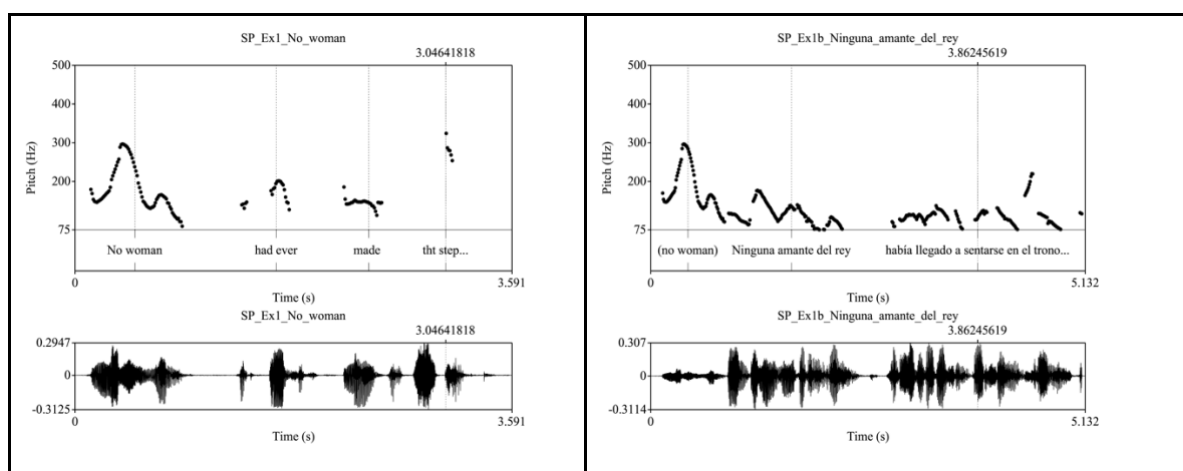 SP_Ex1_No_woman
3.04641818
500
400
300
200
75
Pitch (Hz)
No woman had ever made tht step...
0 3.591
Time (s)
SP_Ex1_No_woman
3.04641818
0.2947
0
-0.3125
0 3.591
Time (s)
SP_Ex1b_Ninguna_amante_del_rey
3.86245619
500
400
300
200
75
Pitch (Hz)
(no woman) Ninguna amante del rey había llegado a sentarse en el trono...
0 5.132
Time (s)
SP_Ex1b_Ninguna_amante_del_rey
3.86245619
0.307
0
-0.3114
0 5.132
Time (s)